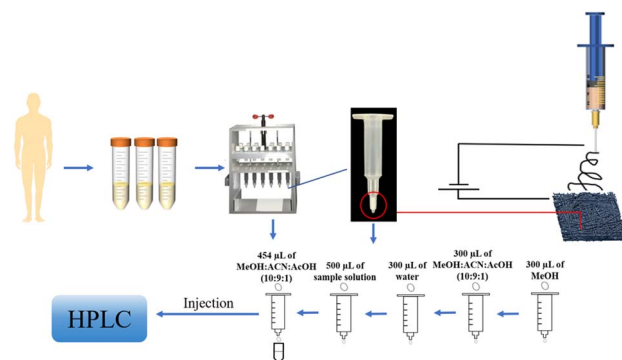 454 µL of
MeOH:ACN:AcOH
(10:9:1)
500 µL of
sample solution
300 µL of
water
300 µL of
MeOH:ACN:AcOH
(10:9:1)
300 µL of
MeOH
Injection
HPLC